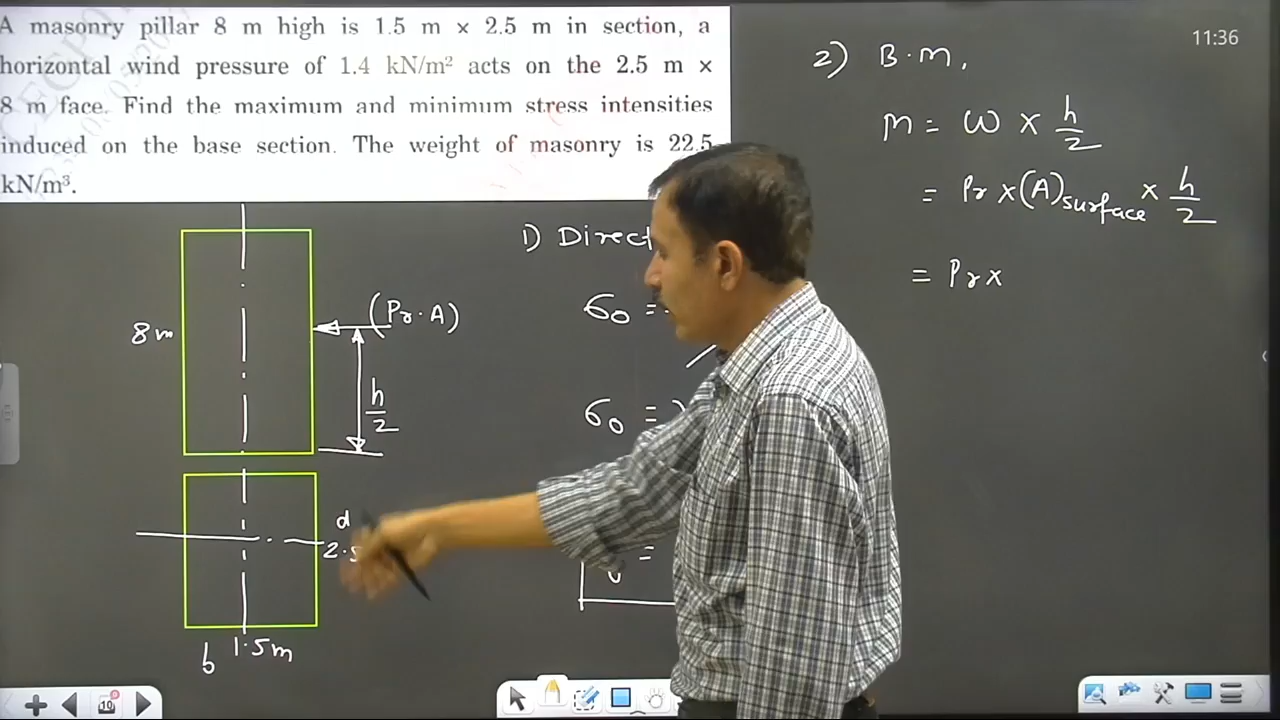 A masonry pillar 8 m high is 1.5 m × 2.5 m in section, a
horizontal wind pressure of 1.4 kN/m² acts on the 2.5 m ×
8 m face. Find the maximum and minimum stress intensities
induced on the base section. The weight of masonry is 22.5
kN/m³.
11:36
2) B.M,
M = W × h/2
= Pr × (A)surface × h/2
= Pr ×
1) Direct
σo =
σo =
=
(Pr.A)
8m
h/2
d
2.5
b 1.5m
10